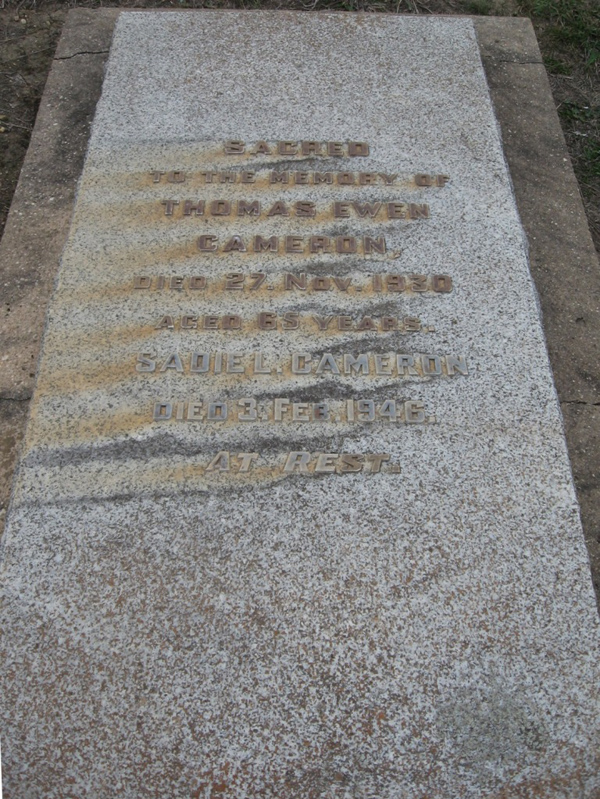 SACRED
TO THE MEMORY OF
THOMAS EWEN
CAMERON,
DIED 27. NOV. 1930
AGED 65 YEARS.
SADIE L. CAMERON
DIED 3. FEB. 1946.
AT REST.